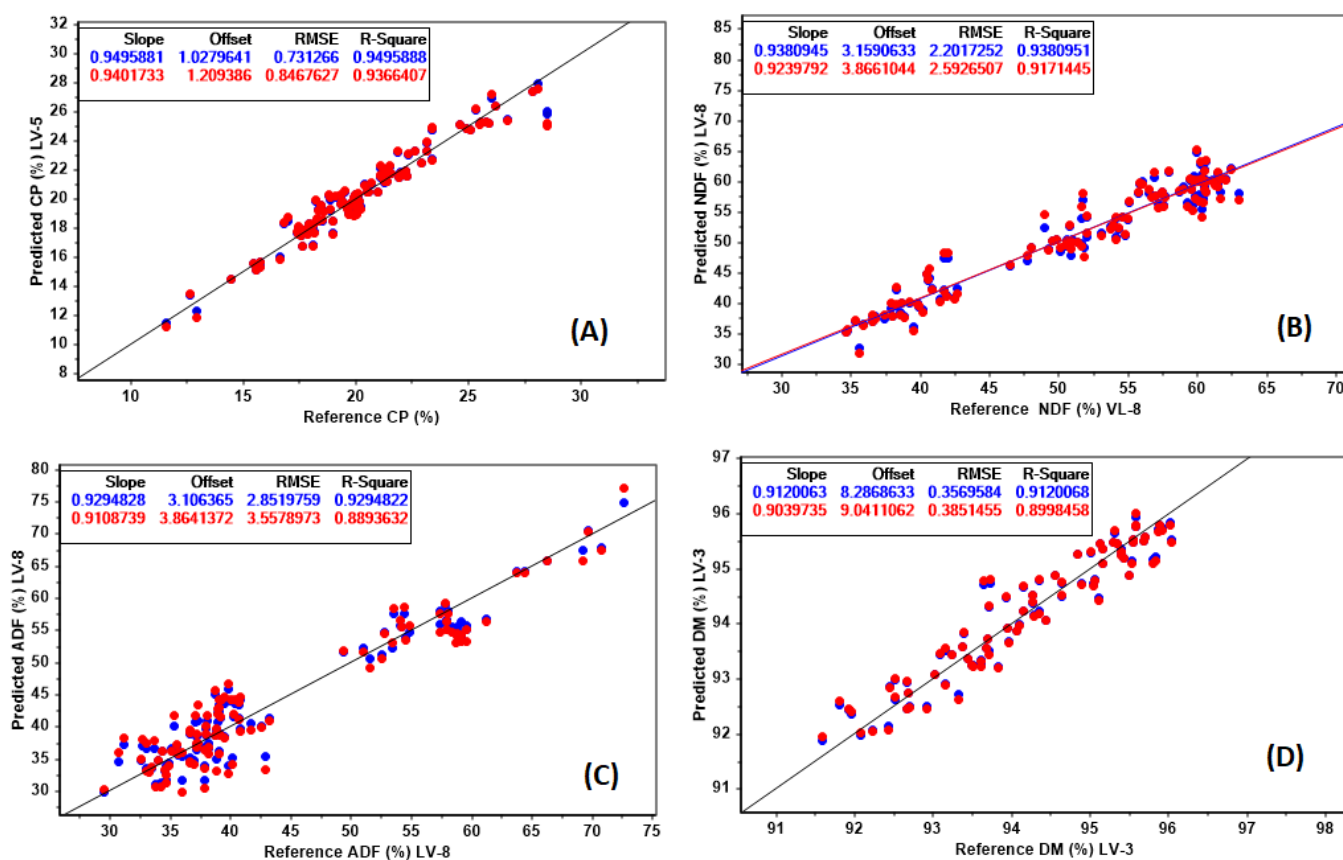 Slope Offset RMSE R-Square
0.9495881 1.0279641 0.731266 0.9495888
0.9401733 1.209386 0.8467627 0.9366407
Predicted CP (%) LV-5
32
30
28
26
24
22
20
18
16
14
12
10
8
10 15 20 25 30
Reference CP (%)
(A)
Slope Offset RMSE R-Square
0.9380945 3.1590633 2.2017252 0.9380951
0.9239792 3.8661044 2.5926507 0.9171445
Predicted NDF (%) LV-8
85
80
75
70
65
60
55
50
45
40
35
30
30 35 40 45 50 55 60 65 70
Reference NDF (%) VL-8
(B)
Slope Offset RMSE R-Square
0.9294828 3.106365 2.8519759 0.9294822
0.9108739 3.8641372 3.5578973 0.8893632
Predicted ADF (%) LV-8
80
75
70
65
60
55
50
45
40
35
30
30 35 40 45 50 55 60 65 70 75
Reference ADF (%) LV-8
(C)
Slope Offset RMSE R-Square
0.9120063 8.2868633 0.3569584 0.9120068
0.9039735 9.0411062 0.3851455 0.8998458
Predicted DM (%) LV-3
97
96
95
94
93
92
91
91 92 93 94 95 96 97 98
Reference DM (%) LV-3
(D)